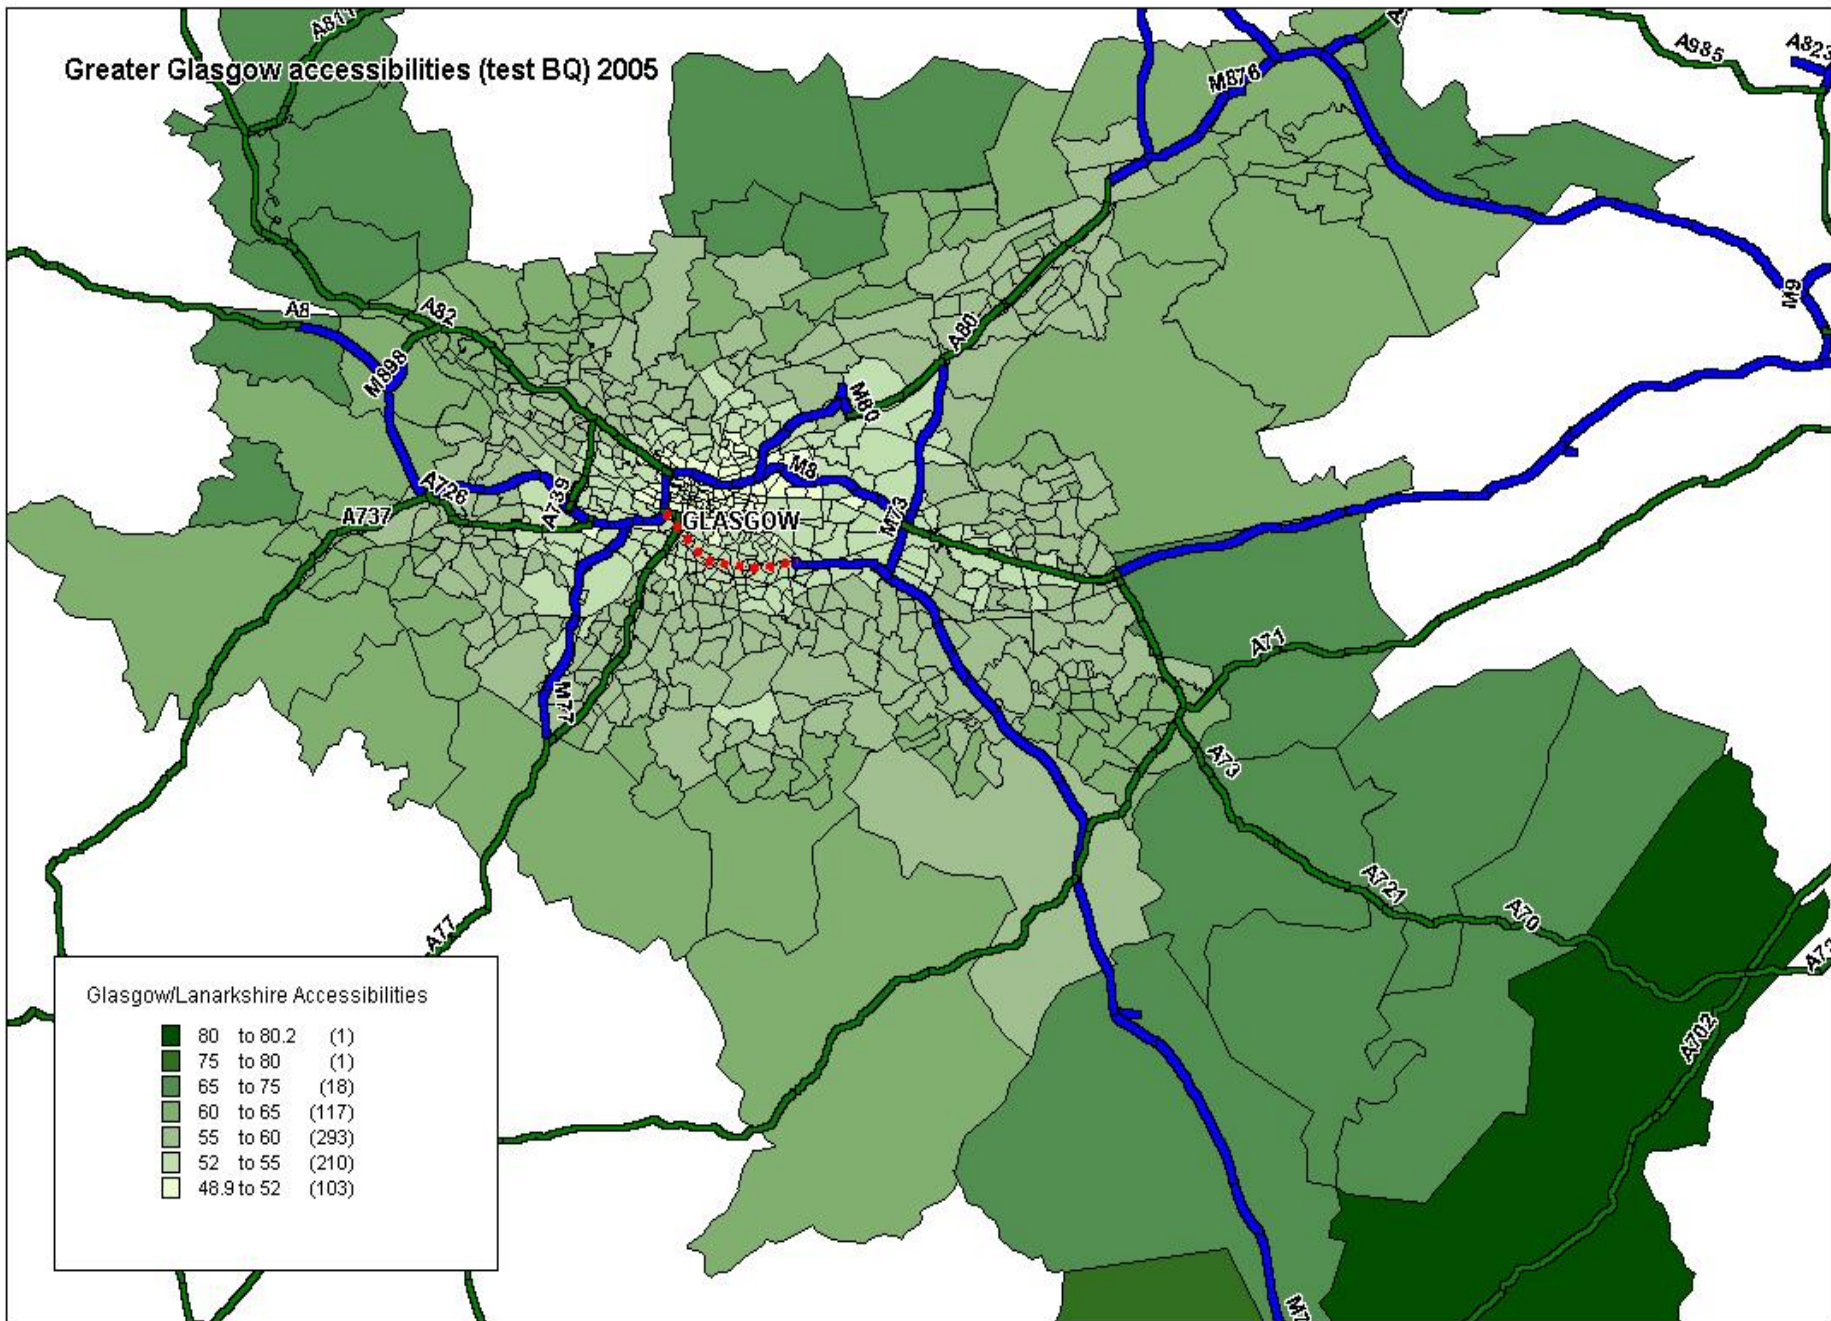 A811
A985
A823
Greater Glasgow accessibilities (test BQ) 2005
M876
M9
A8
A82
A80
M898
M80
M8
A726
A739
A737
GLASGOW
M73
A71
M77
A73
A721
A70
A77
A73
A702
Glasgow/Lanarkshire Accessibilities
80 to 80.2 (1)
75 to 80 (1)
65 to 75 (18)
60 to 65 (117)
55 to 60 (293)
52 to 55 (210)
48.9 to 52 (103)